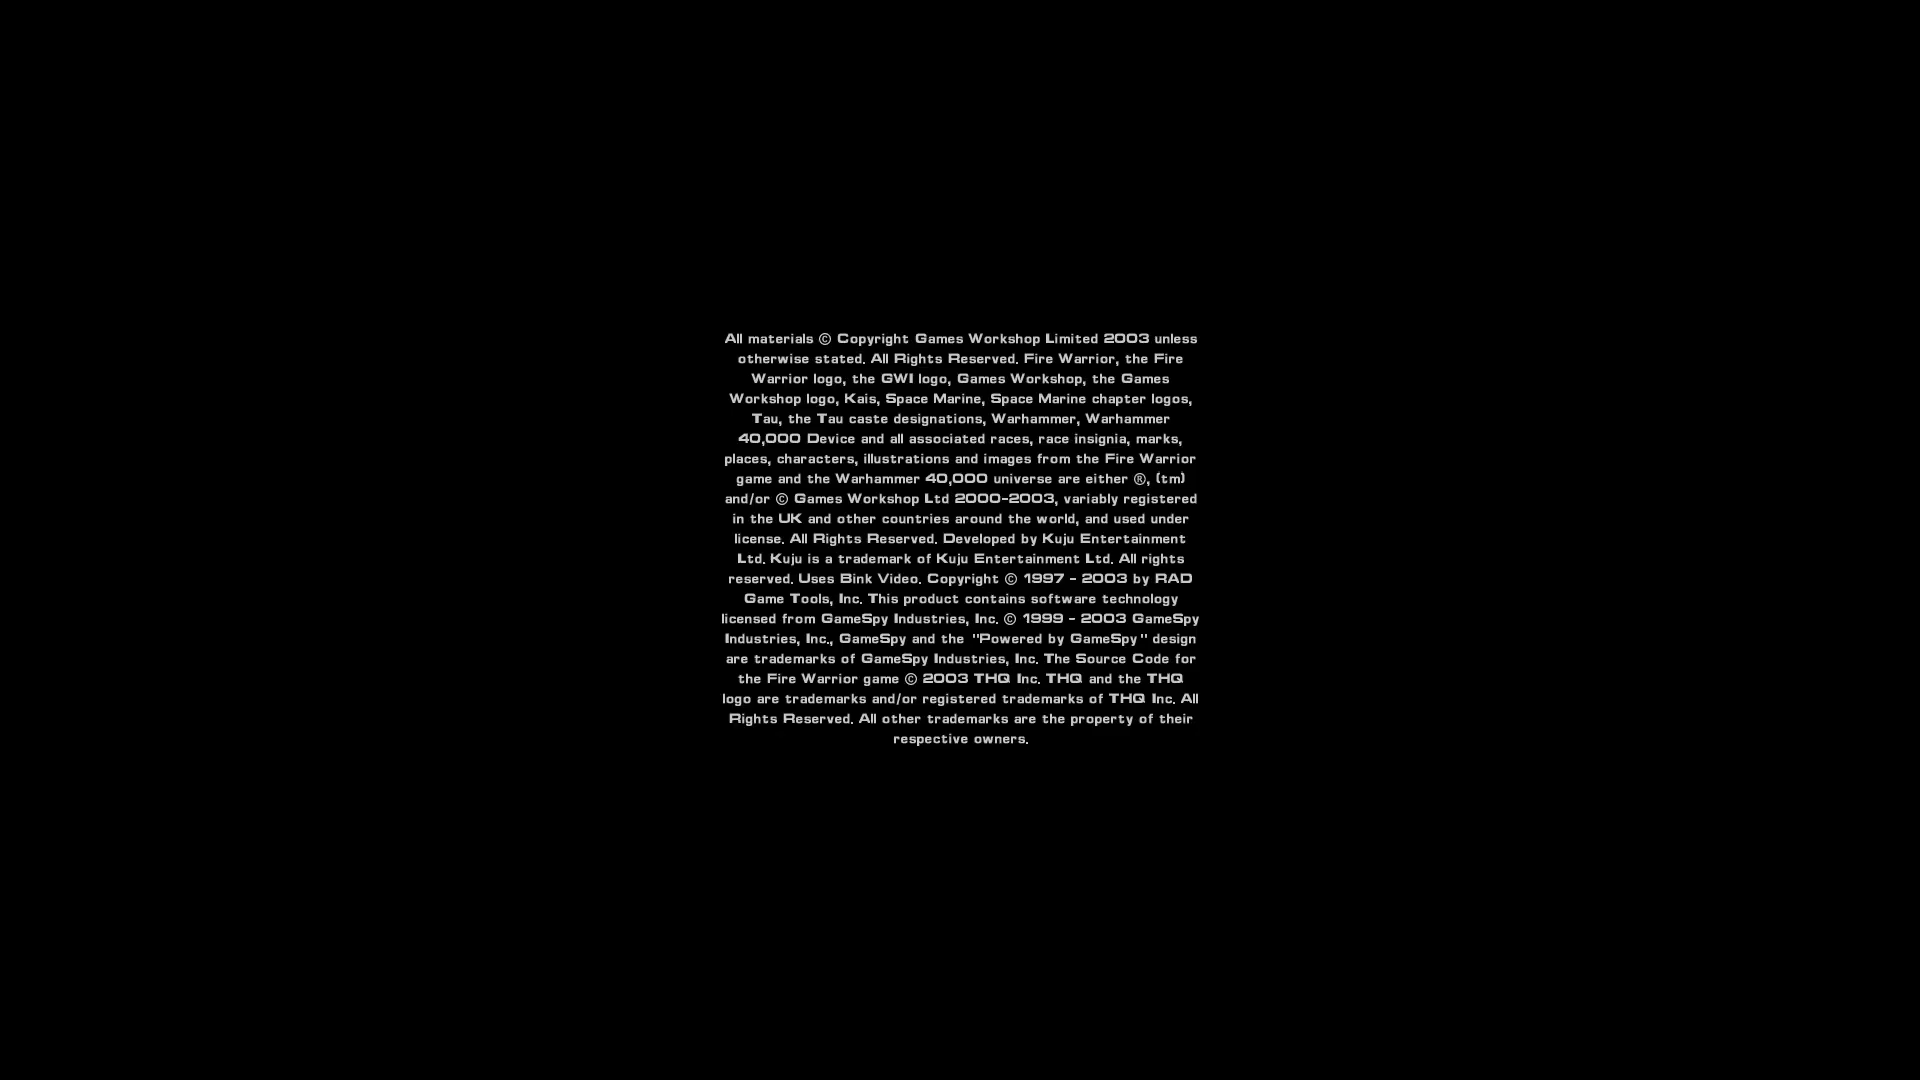 All materials © Copyright Games Workshop Limited 2003 unless
otherwise stated. All Rights Reserved. Fire Warrior, the Fire
Warrior logo, the GWI logo, Games Workshop, the Games
Workshop logo, Kais, Space Marine, Space Marine chapter logos,
Tau, the Tau caste designations, Warhammer, Warhammer
40,000 Device and all associated races, race insignia, marks,
places, characters, illustrations and images from the Fire Warrior
game and the Warhammer 40,000 universe are either ®, (tm)
and/or © Games Workshop Ltd 2000-2003, variably registered
in the UK and other countries around the world, and used under
license. All Rights Reserved. Developed by Kuju Entertainment
Ltd. Kuju is a trademark of Kuju Entertainment Ltd. All rights
reserved. Uses Bink Video. Copyright © 1997 - 2003 by RAD
Game Tools, Inc. This product contains software technology
licensed from GameSpy Industries, Inc. © 1999 - 2003 GameSpy
Industries, Inc., GameSpy and the "Powered by GameSpy" design
are trademarks of GameSpy Industries, Inc. The Source Code for
the Fire Warrior game © 2003 THQ Inc. THQ and the THQ
logo are trademarks and/or registered trademarks of THQ Inc. All
Rights Reserved. All other trademarks are the property of their
respective owners.